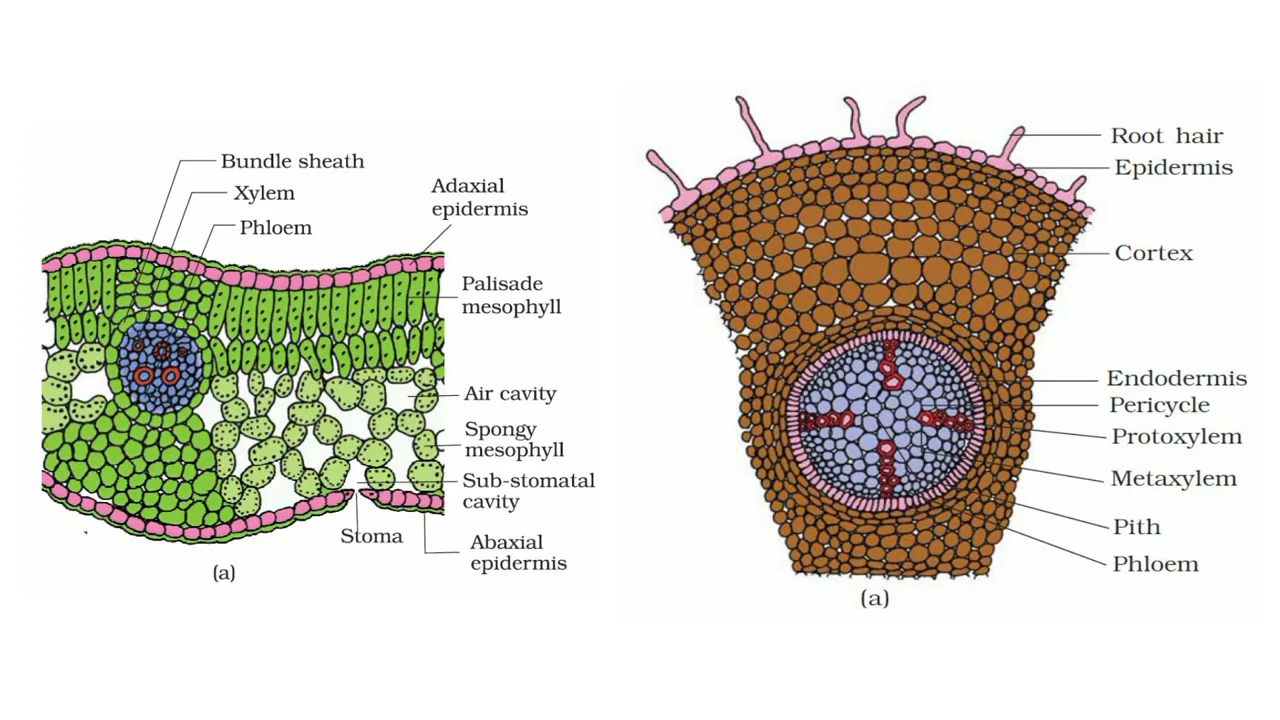 Bundle sheath
Xylem
Phloem
Adaxial
epidermis
Palisade
mesophyll
Air cavity
Spongy
mesophyll
Sub-stomatal
cavity
Stoma
Abaxial
epidermis
(a)
Root hair
Epidermis
Cortex
Endodermis
Pericycle
Protoxylem
Metaxylem
Pith
Phloem
(a)